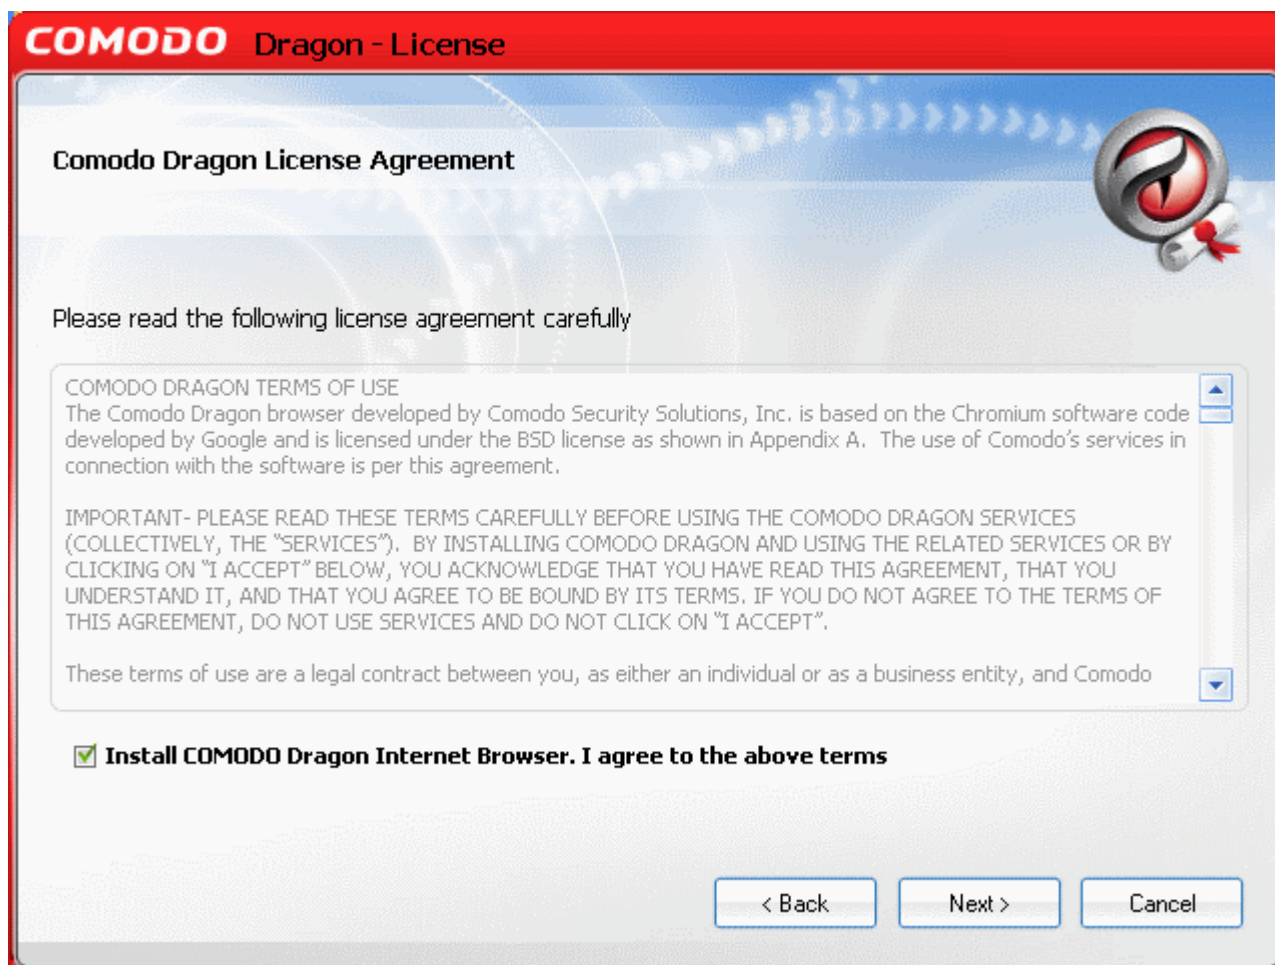 COMODO Dragon - License
Comodo Dragon License Agreement
Please read the following license agreement carefully
COMODO DRAGON TERMS OF USE
The Comodo Dragon browser developed by Comodo Security Solutions, Inc. is based on the Chromium software code
developed by Google and is licensed under the BSD license as shown in Appendix A.  The use of Comodo's services in
connection with the software is per this agreement.
IMPORTANT- PLEASE READ THESE TERMS CAREFULLY BEFORE USING THE COMODO DRAGON SERVICES
(COLLECTIVELY, THE "SERVICES").  BY INSTALLING COMODO DRAGON AND USING THE RELATED SERVICES OR BY
CLICKING ON "I ACCEPT" BELOW, YOU ACKNOWLEDGE THAT YOU HAVE READ THIS AGREEMENT, THAT YOU
UNDERSTAND IT, AND THAT YOU AGREE TO BE BOUND BY ITS TERMS. IF YOU DO NOT AGREE TO THE TERMS OF
THIS AGREEMENT, DO NOT USE SERVICES AND DO NOT CLICK ON "I ACCEPT".
These terms of use are a legal contract between you, as either an individual or as a business entity, and Comodo
Install COMODO Dragon Internet Browser. I agree to the above terms
< Back Next > Cancel